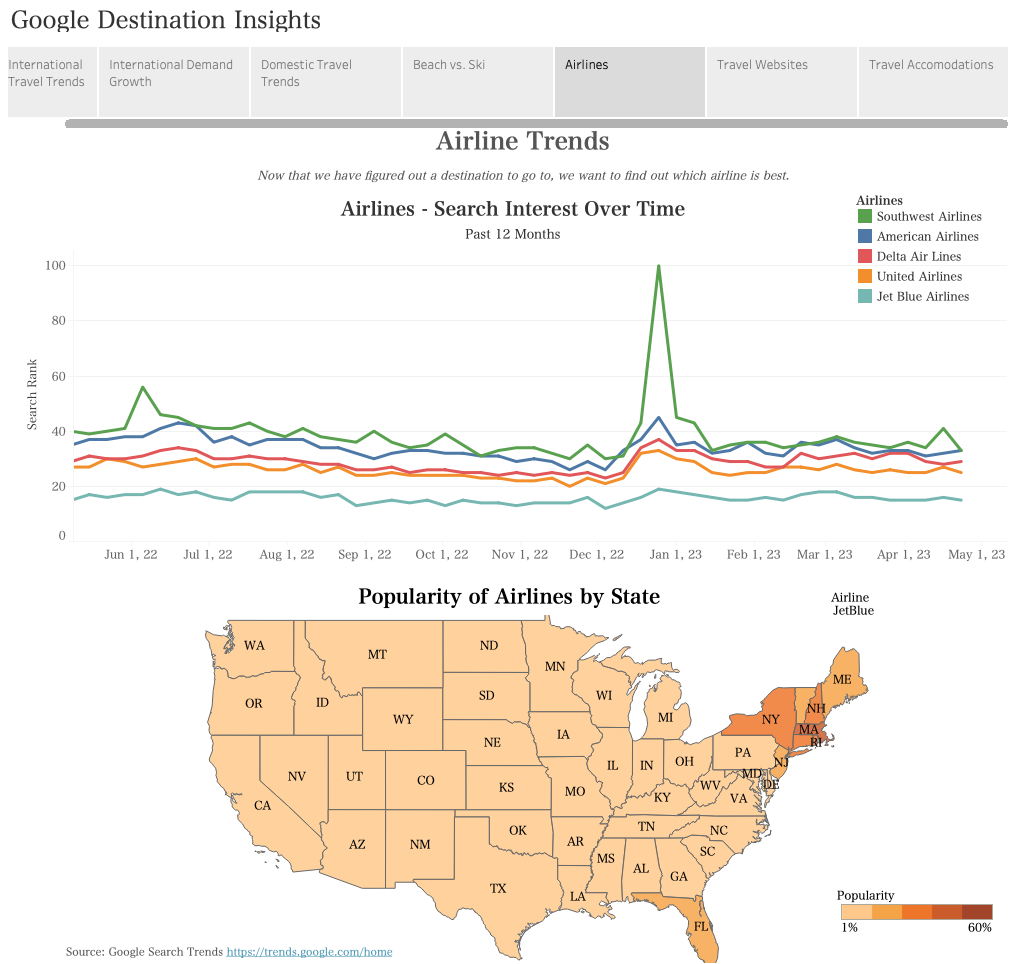 Google Destination Insights
International Travel Trends
International Demand Growth
Domestic Travel Trends
Beach vs. Ski
Airlines
Travel Websites
Travel Accomodations
Airline Trends
Now that we have figured out a destination to go to, we want to find out which airline is best.
Airlines - Search Interest Over Time
Past 12 Months
Airlines
Southwest Airlines
American Airlines
Delta Air Lines
United Airlines
Jet Blue Airlines
Search Rank
100
80
60
40
20
0
Jun 1, 22
Jul 1, 22
Aug 1, 22
Sep 1, 22
Oct 1, 22
Nov 1, 22
Dec 1, 22
Jan 1, 23
Feb 1, 23
Mar 1, 23
Apr 1, 23
May 1, 23
Popularity of Airlines by State
Airline
JetBlue
WA
MT
ND
MN
ME
OR
ID
WY
SD
WI
MI
NY
NH
MA
RI
NE
IA
PA
NJ
NV
UT
CO
KS
IL
IN
OH
MD
DE
CA
MO
KY
WV
VA
AZ
NM
OK
AR
TN
NC
MS
AL
GA
SC
TX
LA
FL
Popularity
1%
60%
Source: Google Search Trends https://trends.google.com/home